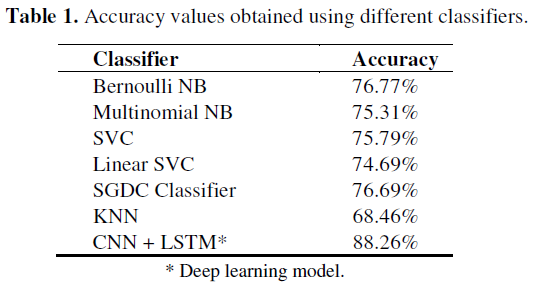 Table 1. Accuracy values obtained using different classifiers.
Classifier Accuracy
Bernoulli NB 76.77%
Multinomial NB 75.31%
SVC 75.79%
Linear SVC 74.69%
SGDC Classifier 76.69%
KNN 68.46%
CNN + LSTM* 88.26%
* Deep learning model.